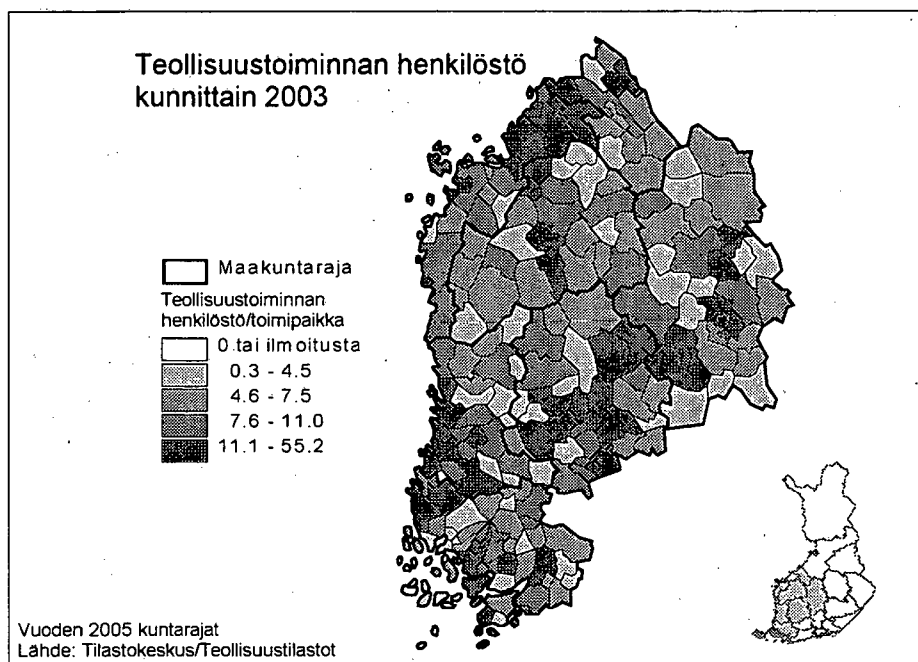 Teollisuustoiminnan henkilöstö
kunnittain 2003
Maakuntaraja
Teollisuustoiminnan
henkilöstö/toimipaikka
0 tai ilmoitusta
0.3 - 4.5
4.6 - 7.5
7.6 - 11.0
11.1 - 55.2
Vuoden 2005 kuntarajat
Lähde: Tilastokeskus/Teollisuustilastot